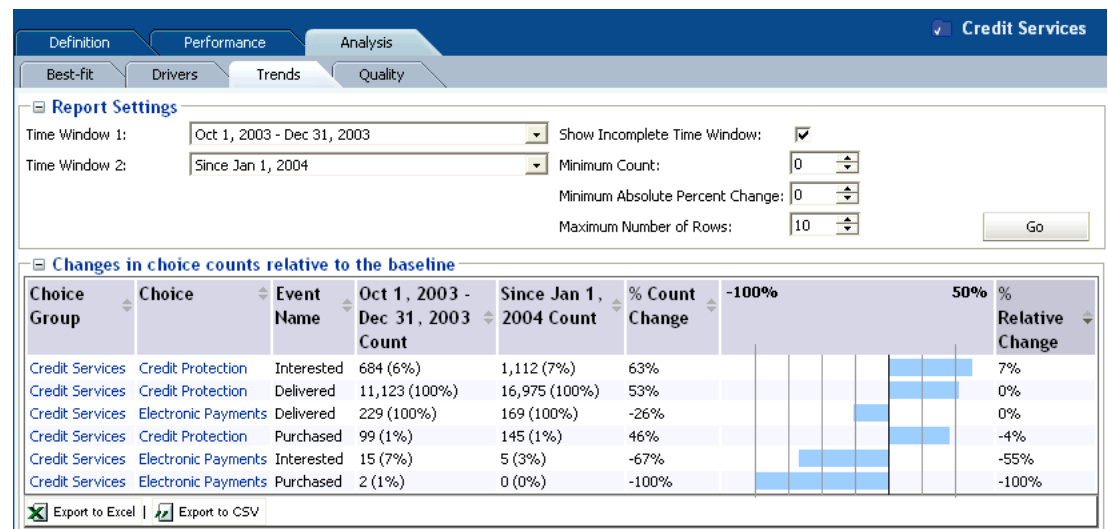 Credit Services
Definition Performance Analysis
Best-fit Drivers Trends Quality
Report Settings
Time Window 1: Oct 1, 2003 - Dec 31, 2003 Show Incomplete Time Window:
Time Window 2: Since Jan 1, 2004 Minimum Count: 0
Minimum Absolute Percent Change: 0
Maximum Number of Rows: 10 Go
Changes in choice counts relative to the baseline
Choice Choice Event Oct 1, 2003 - Since Jan 1, % Count -100% 50% %
Group Name Dec 31, 2003 2004 Count Change Relative
Count Change
Credit Services Credit Protection Interested 684 (6%) 1,112 (7%) 63% 7%
Credit Services Credit Protection Delivered 11,123 (100%) 16,975 (100%) 53% 0%
Credit Services Electronic Payments Delivered 229 (100%) 169 (100%) -26% 0%
Credit Services Credit Protection Purchased 99 (1%) 145 (1%) 46% -4%
Credit Services Electronic Payments Interested 15 (7%) 5 (3%) -67% -55%
Credit Services Electronic Payments Purchased 2 (1%) 0 (0%) -100% -100%
Export to Excel | Export to CSV